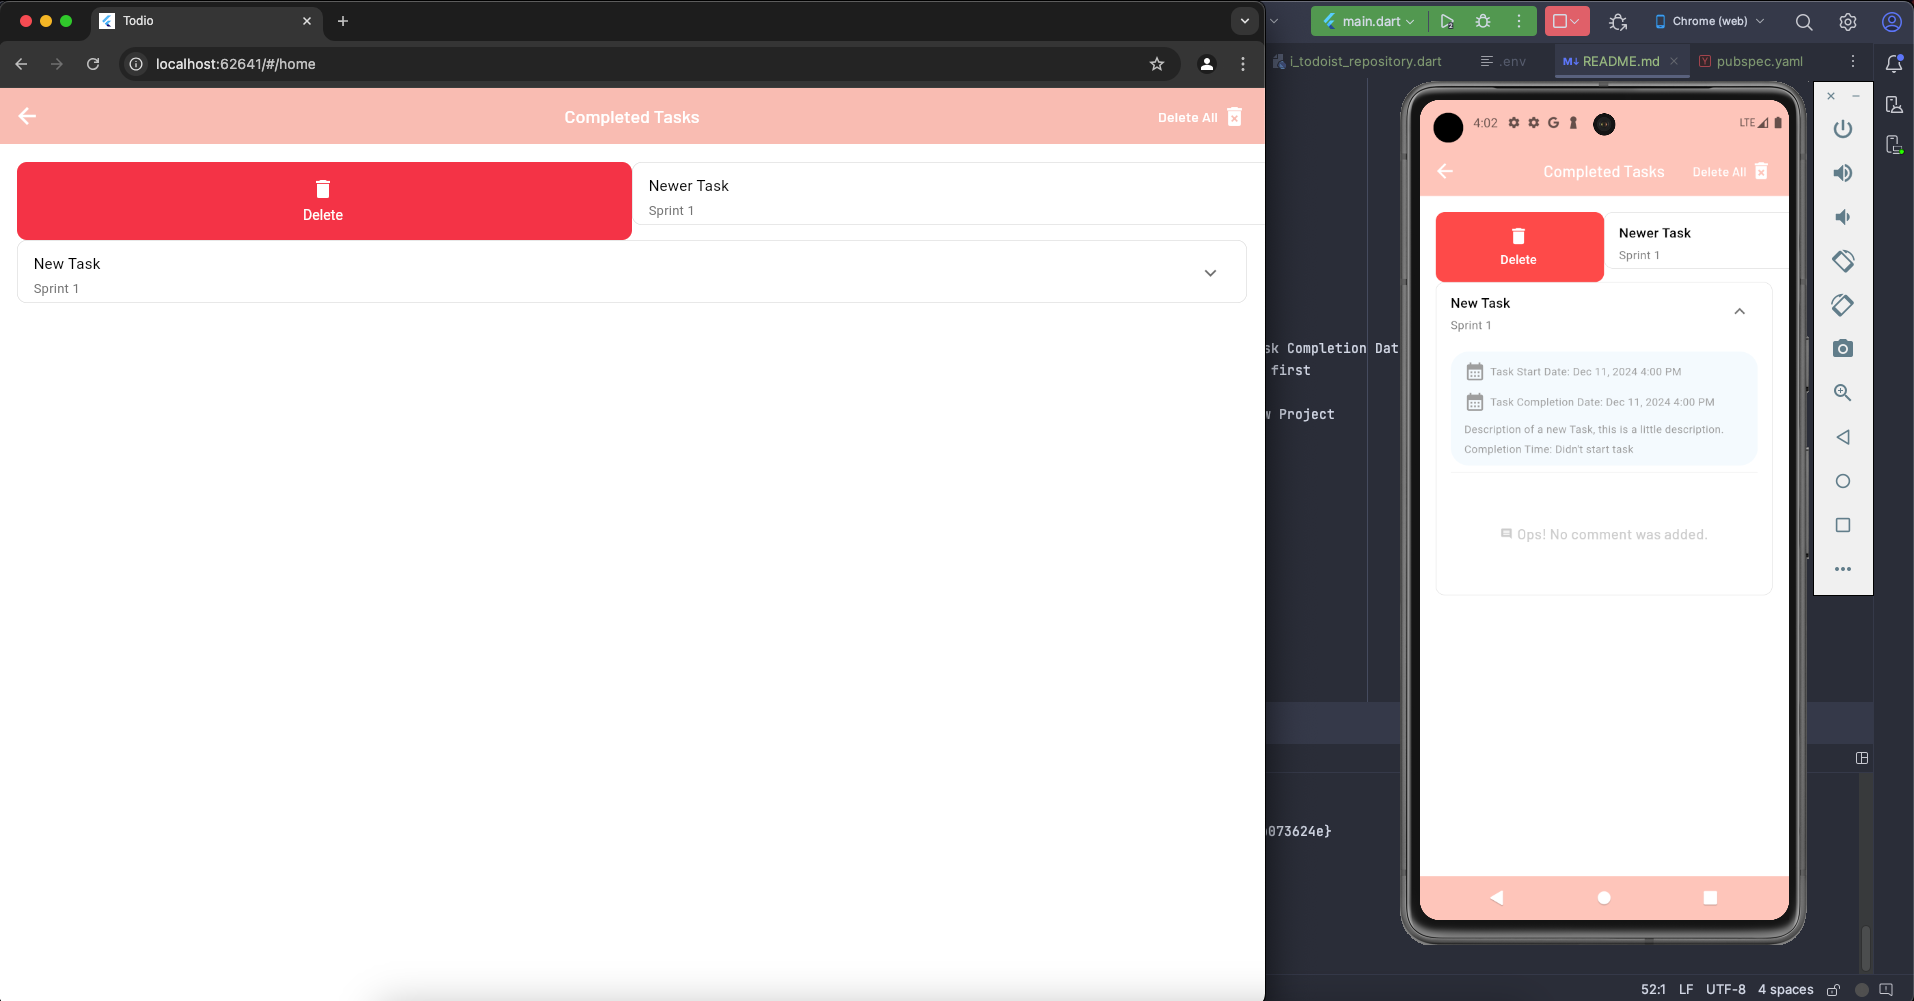 Todio
localhost:62641/#/home
Completed Tasks
Delete All
Delete
Newer Task
Sprint 1
New Task
Sprint 1
main.dart
Chrome (web)
i_todoist_repository.dart
.env
M↓ README.md
pubspec.yaml
4:02
G
LTE
Completed Tasks
Delete All
Delete
Newer Task
Sprint 1
New Task
Sprint 1
Task Start Date: Dec 11, 2024 4:00 PM
Task Completion Date: Dec 11, 2024 4:00 PM
Description of a new Task, this is a little description.
Completion Time: Didn't start task
Ops! No comment was added.
sk Completion Dat
first
w Project
073624e}
52:1 LF UTF-8 4 spaces